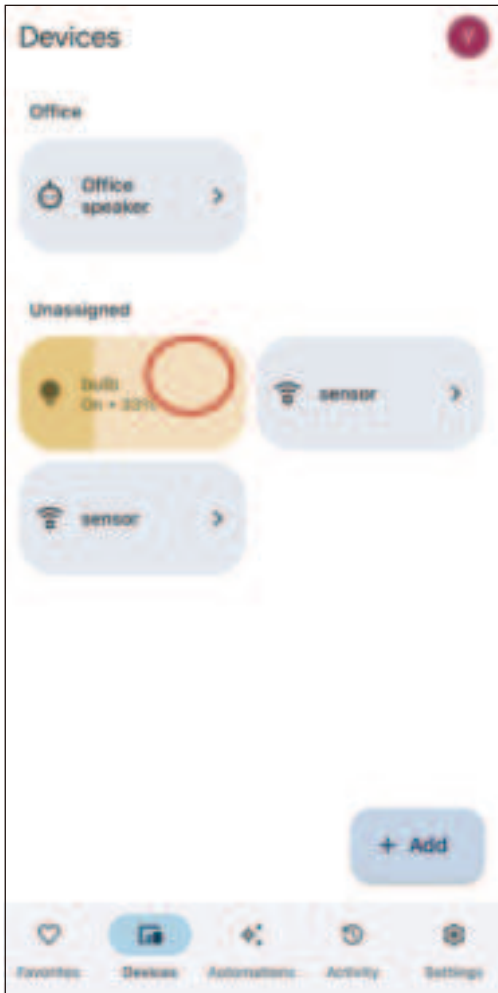 Devices
Office
Office
speaker
Unassigned
bulb
On • 33%
sensor
sensor
+ Add
Favorites
Devices
Automations
Activity
Settings